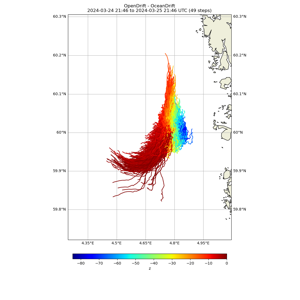 OpenDrift - OceanDrift
2024-03-24 21:46 to 2024-03-25 21:46 UTC (49 steps)
60.3°N 60.3°N
60.2°N 60.2°N
60.1°N 60.1°N
60°N 60°N
59.9°N 59.9°N
59.8°N 59.8°N
4.35°E 4.5°E 4.65°E 4.8°E 4.95°E
−80 −70 −60 −50 −40 −30 −20 −10 0
z